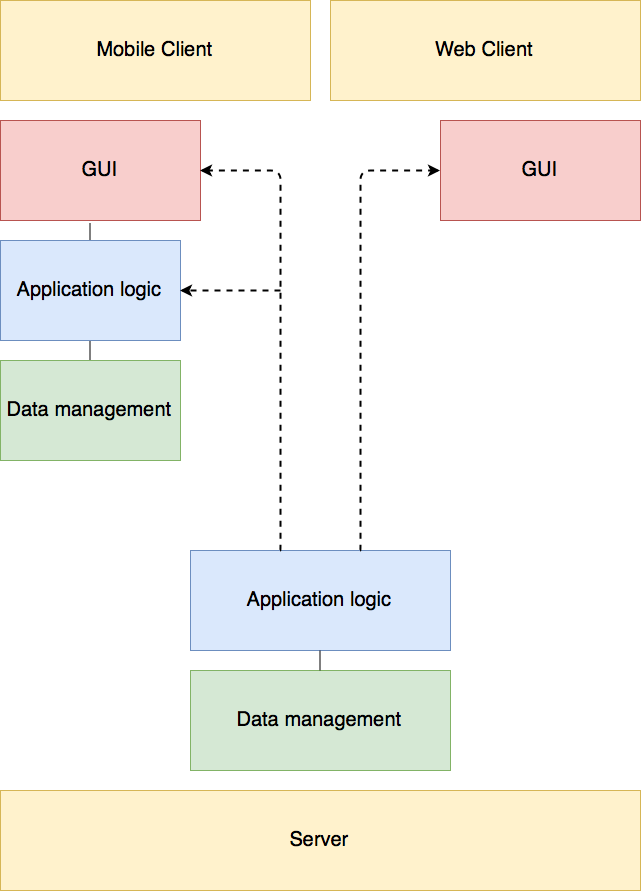 Mobile Client
Web Client
GUI
GUI
Application logic
Data management
Application logic
Data management
Server